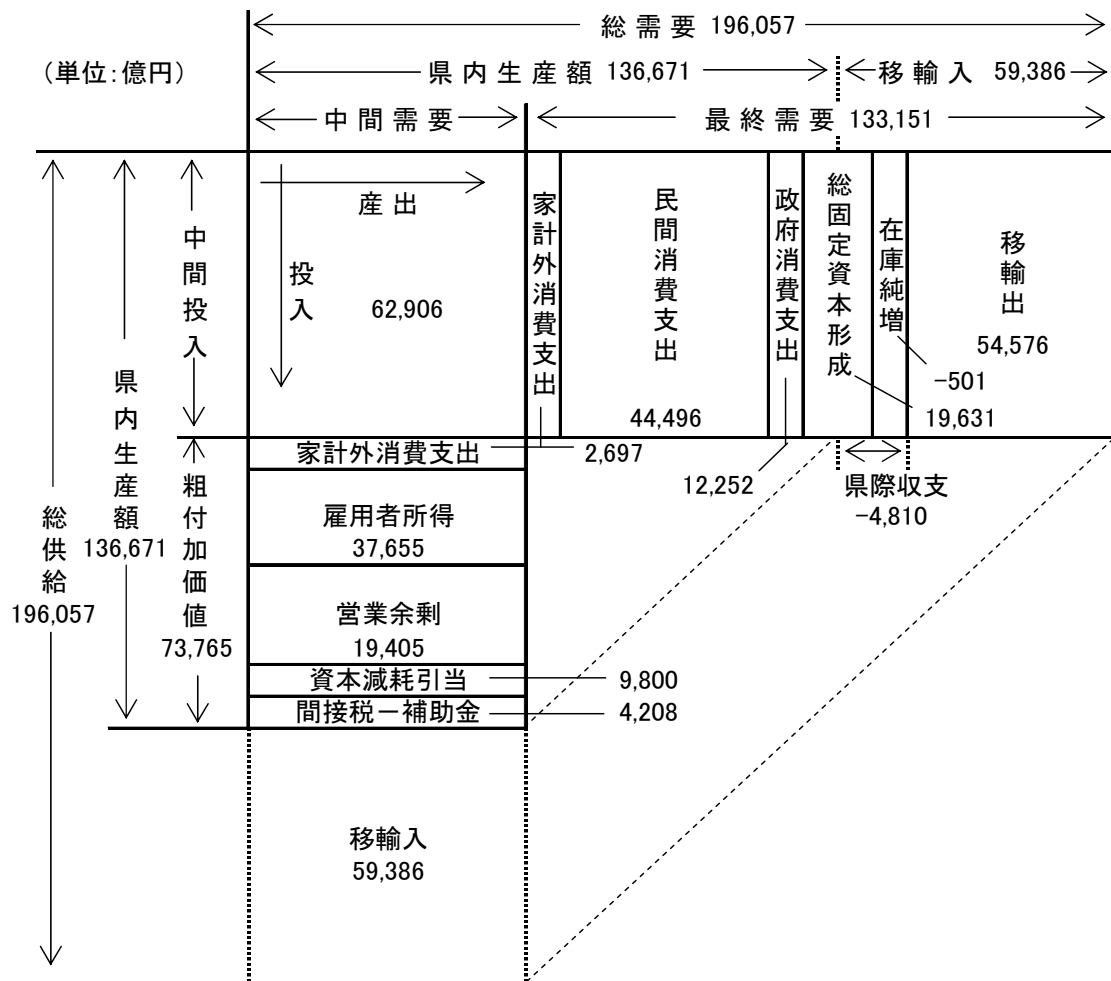 総需要 196,057
(単位:億円)
県内生産額 136,671
移輸入 59,386
中間需要
最終需要 133,151
産出
投入
62,906
中間投入
家計外消費支出
民間消費支出
44,496
政府消費支出
総固定資本形成
在庫純増
移輸出
54,576
-501
19,631
家計外消費支出
2,697
12,252
県際収支
-4,810
総供給
196,057
県内生産額
136,671
粗付加価値
73,765
雇用者所得
37,655
営業余剰
19,405
資本減耗引当
9,800
間接税-補助金
4,208
移輸入
59,386